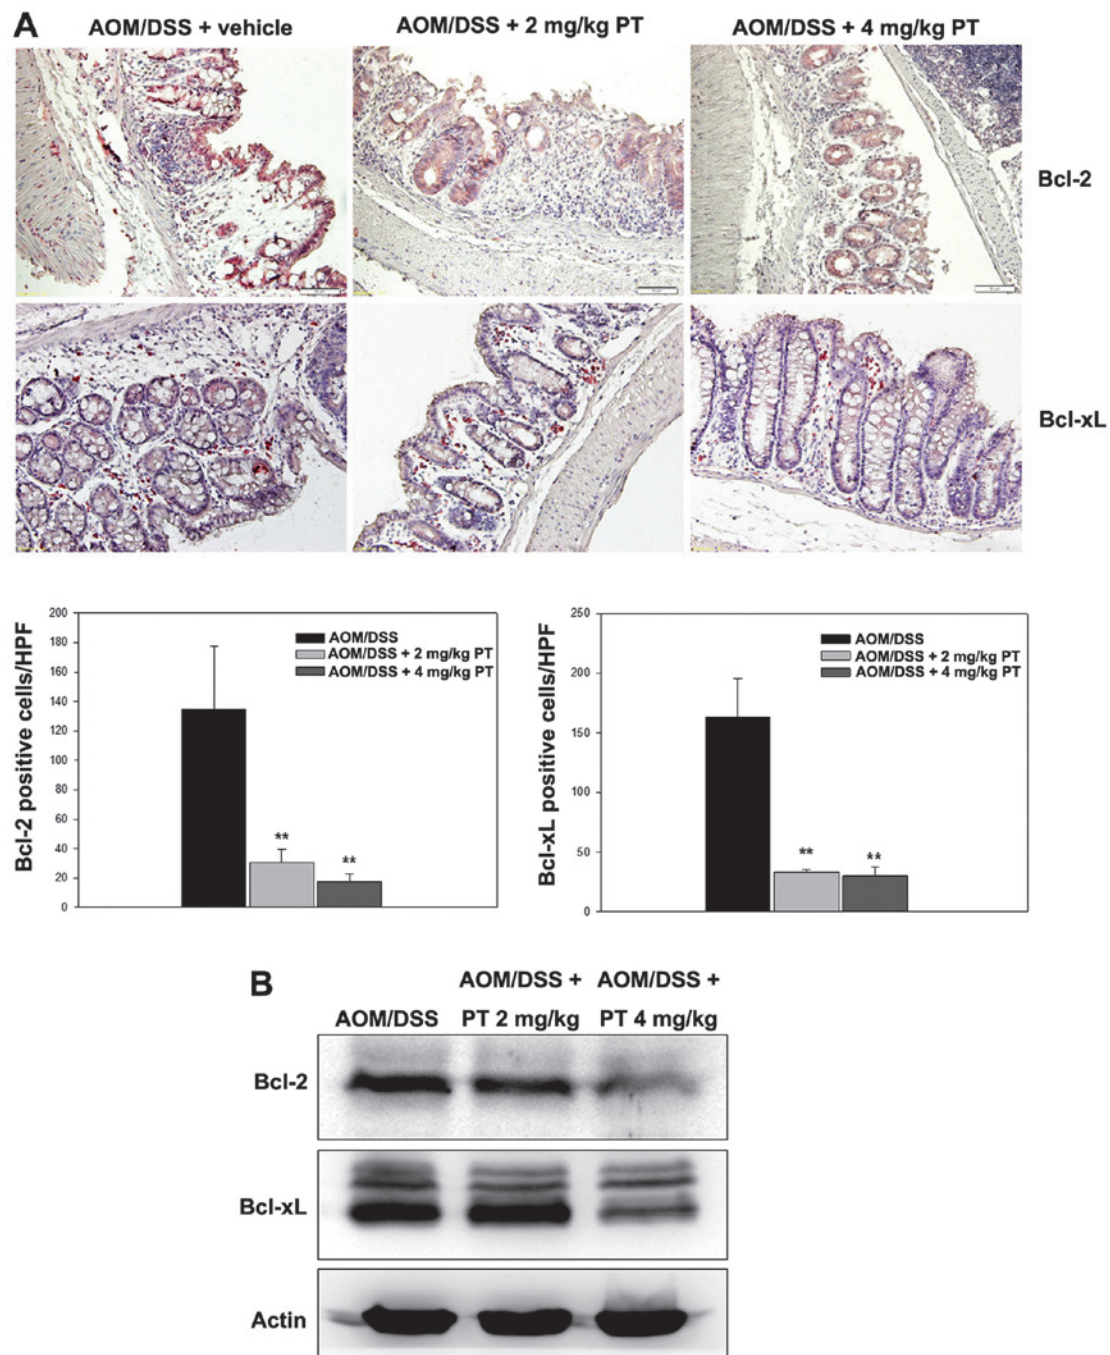 A
AOM/DSS + vehicle
AOM/DSS + 2 mg/kg PT
AOM/DSS + 4 mg/kg PT
Bcl-2
Bcl-xL
Bcl-2 positive cells/HPF
200
180
160
140
120
100
80
60
40
20
0
AOM/DSS
AOM/DSS + 2 mg/kg PT
AOM/DSS + 4 mg/kg PT
**
**
Bcl-xL positive cells/HPF
250
200
150
100
50
0
AOM/DSS
AOM/DSS + 2 mg/kg PT
AOM/DSS + 4 mg/kg PT
**
**
B
AOM/DSS
AOM/DSS +
PT 2 mg/kg
AOM/DSS +
PT 4 mg/kg
Bcl-2
Bcl-xL
Actin